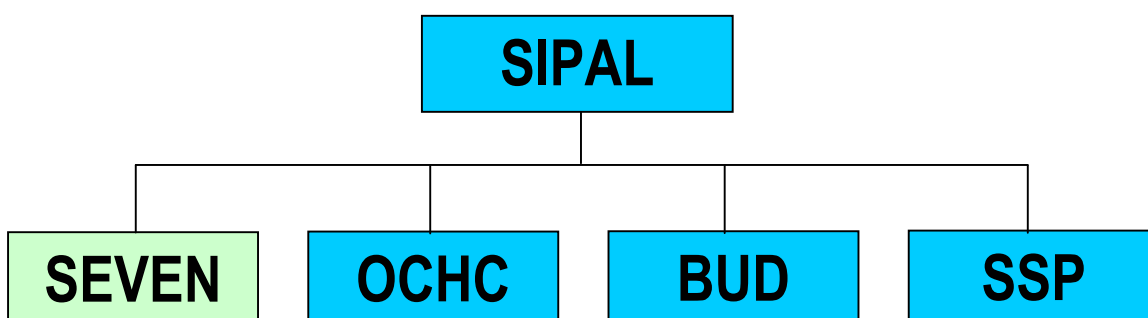 SIPAL
SEVEN
OCHC
BUD
SSP